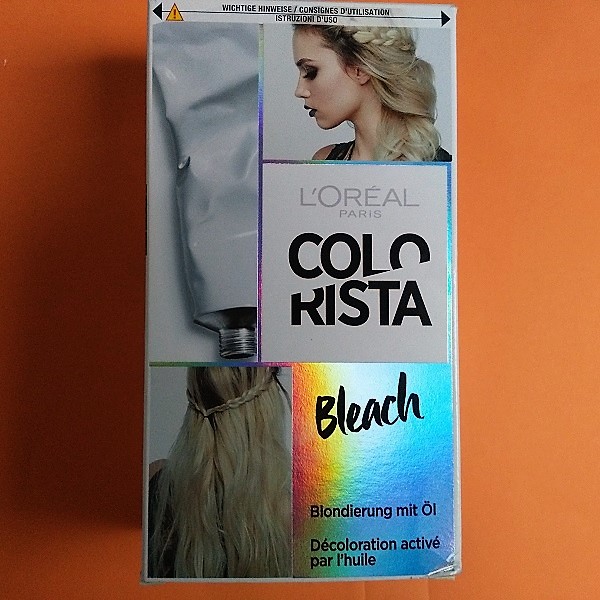 WICHTIGE HINWEISE / CONSIGNES D'UTILISATION
ISTRUZIONI D'USO
L'ORÉAL
PARIS
COLO
RISTA
Bleach
Blondierung mit Öl
Décoloration activé
par l'huile